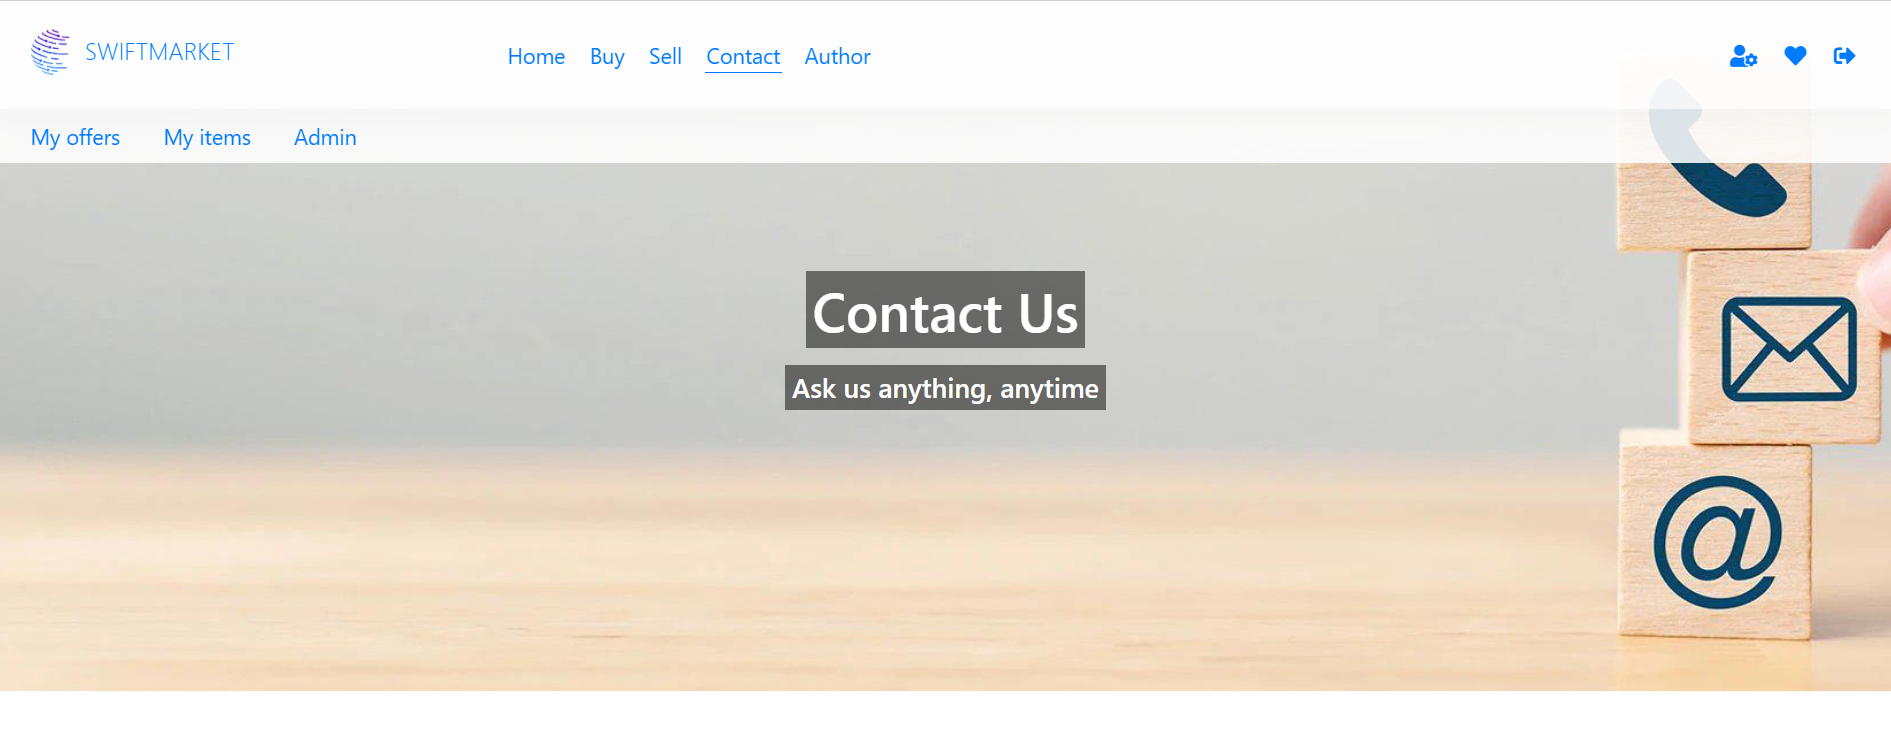 SWIFTMARKET
Home Buy Sell Contact Author
My offers My items Admin
Contact Us
Ask us anything, anytime
@